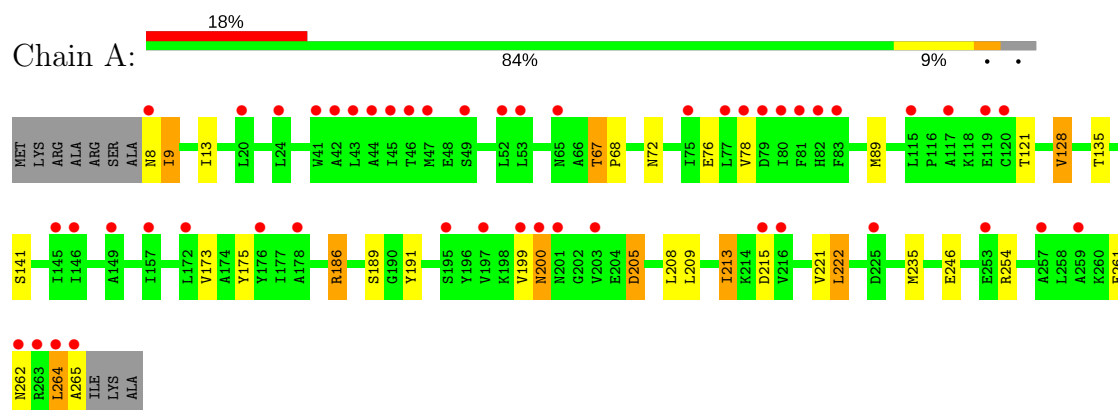 18%
Chain A:
84% 9% • •
MET LYS ARG ALA ARG SER ALA N8 I9 I13 L20 L24 W41 A42 L43 A44 I45 T46 M47 E48 S49 L52 L53 N65 A66 T67 P68 N72 I75 E76 L77 V78 D79 I80 F81 H82 F83 M89 L115 P116 A117 K118 E119 C120 T121 V128 T135
S141 I145 I146 A149 I157 L172 V173 A174 Y175 Y176 I177 A178 R186 S189 G190 Y191 S195 Y196 V197 K198 V199 N200 N201 G202 V203 E204 D205 L208 L209 I213 K214 D215 V216 V221 L222 D225 M235 E246 E253 R254 A257 L258 A259 K260 E261
N262 R263 L264 A265 ILE LYS ALA